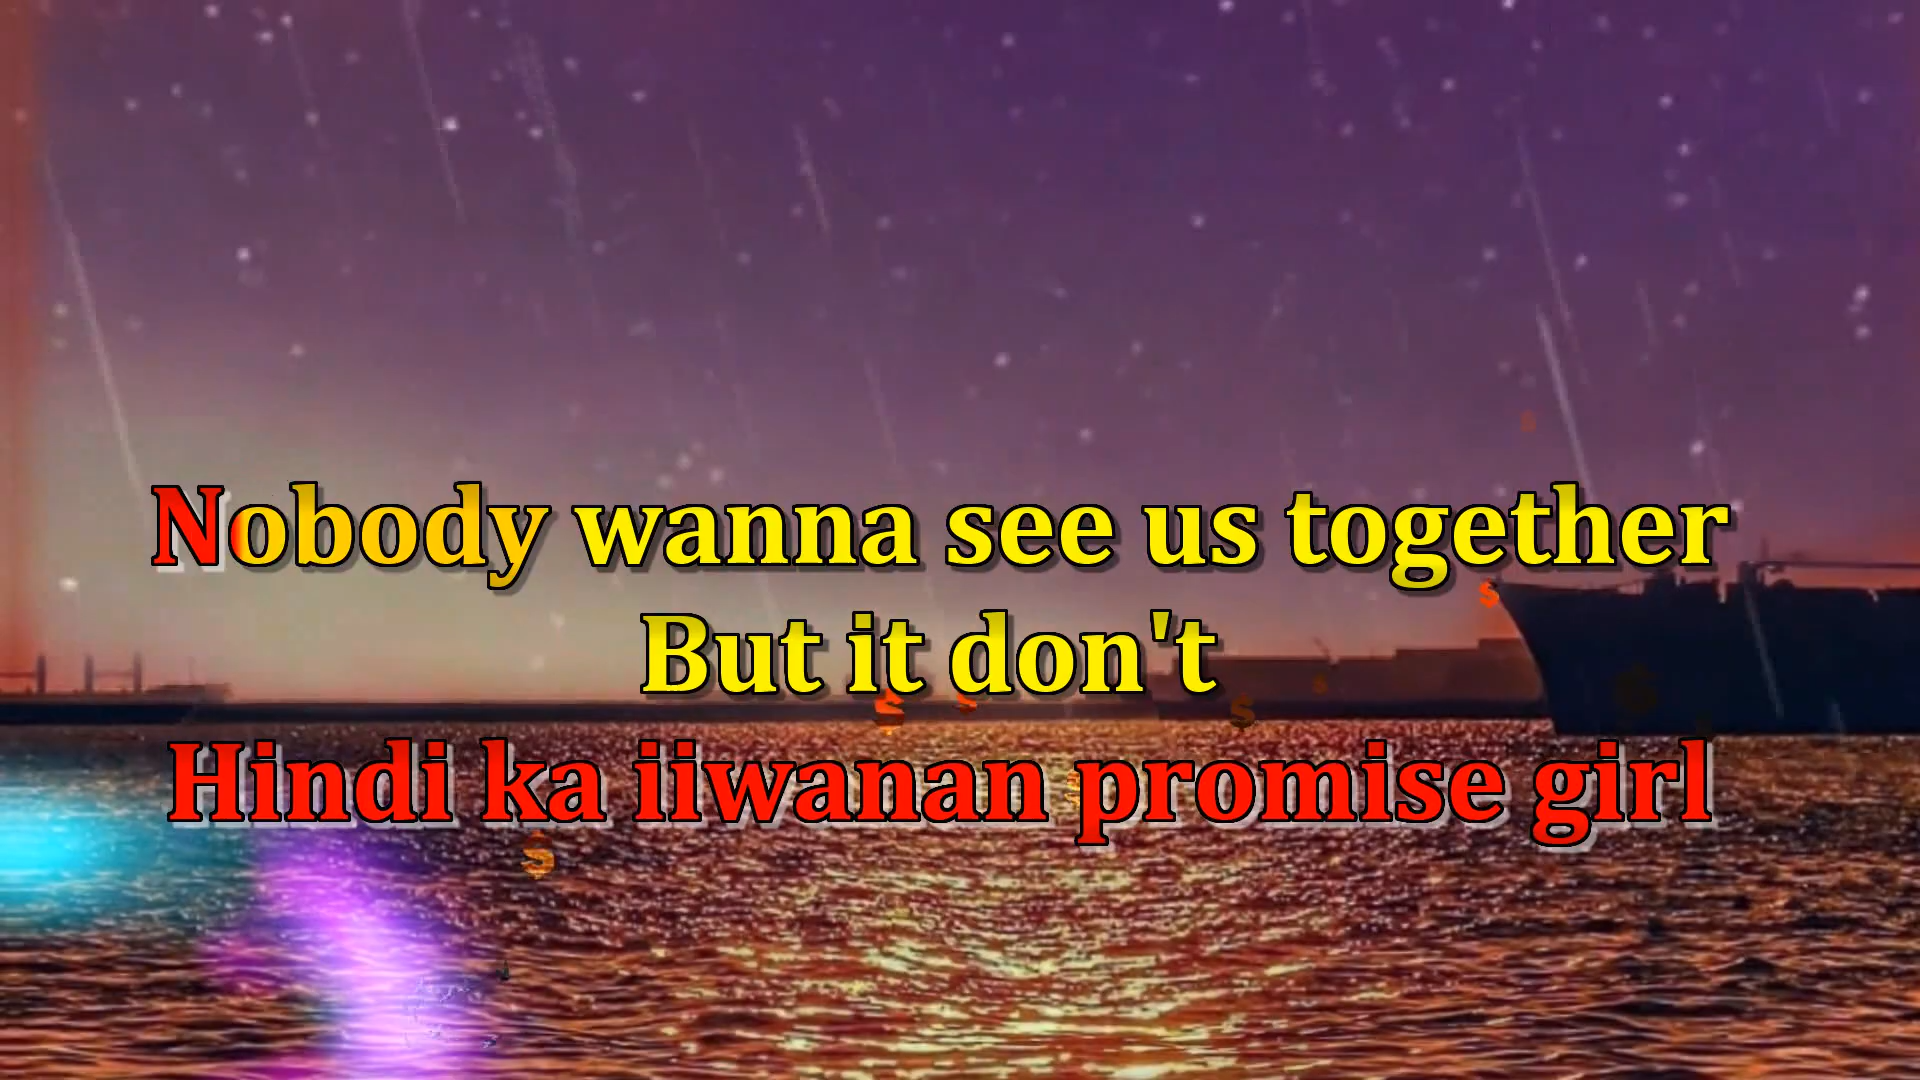 Nobody wanna see us together
But it don't
Hindi ka iiwanan promise girl